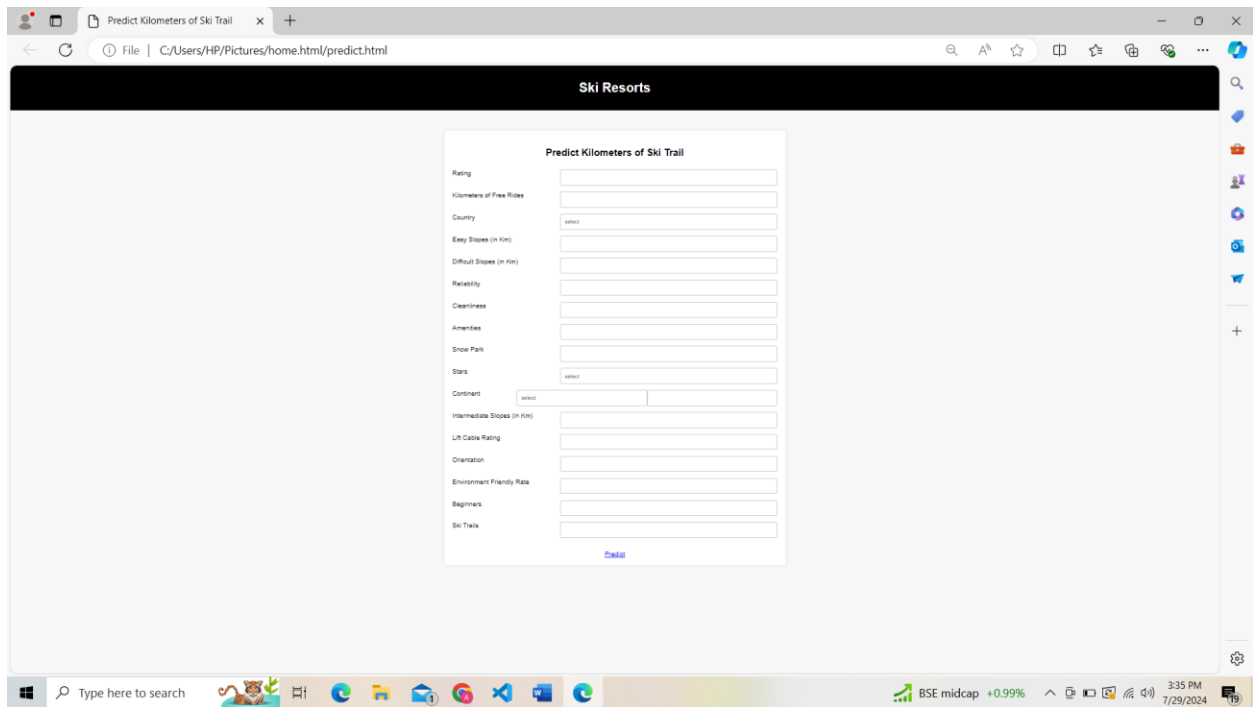 Predict Kilometers of Ski Trail
File | C:/Users/HP/Pictures/home.html/predict.html
Ski Resorts
Predict Kilometers of Ski Trail
Rating
Kilometers of Free Rides
Country select
Easy Slopes (in Km)
Difficult Slopes (in Km)
Reliability
Cleanliness
Amenities
Snow Park
Stars select
Continent select
Intermediate Slopes (in Km)
Lift Cable Rating
Orientation
Environment Friendly Rate
Beginners
Ski Trails
Predict
Type here to search
BSE midcap +0.99%
3:35 PM
7/29/2024
19